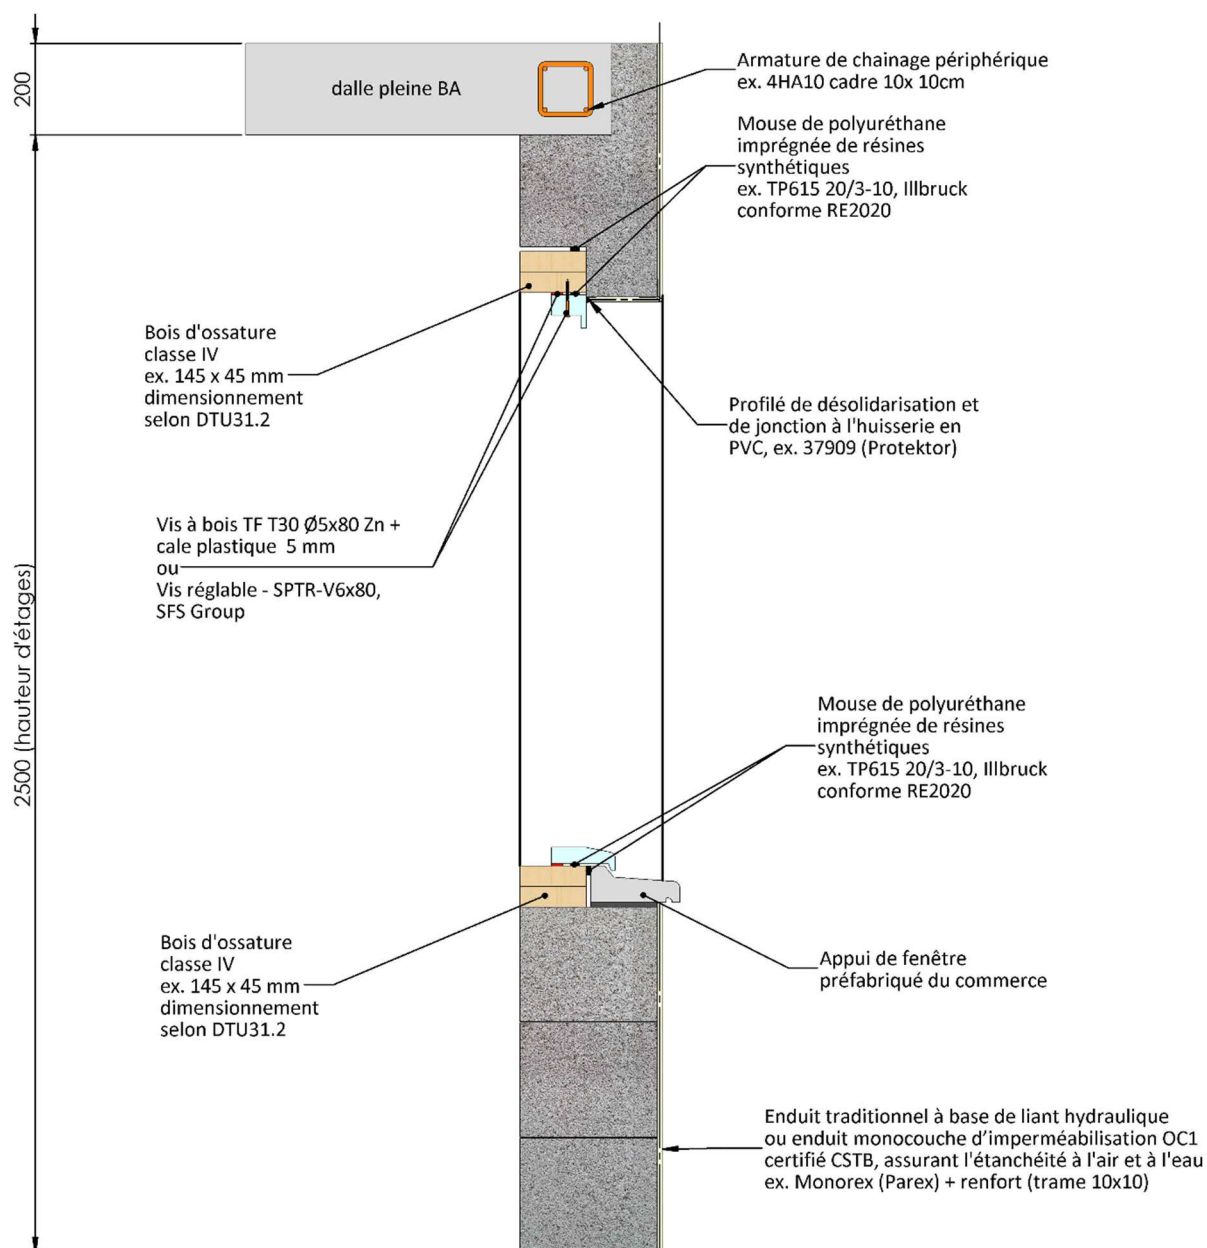 200
dalle pleine BA
Armature de chainage périphérique
ex. 4HA10 cadre 10x 10cm
Mouse de polyuréthane
imprégnée de résines
synthétiques
ex. TP615 20/3-10, Illbruck
conforme RE2020
Bois d'ossature
classe IV
ex. 145 x 45 mm
dimensionnement
selon DTU31.2
Profilé de désolidarisation et
de jonction à l'huisserie en
PVC, ex. 37909 (Protektor)
Vis à bois TF T30 Ø5x80 Zn +
cale plastique 5 mm
ou
Vis réglable - SPTR-V6x80,
SFS Group
2500 (hauteur d'étages)
Mouse de polyuréthane
imprégnée de résines
synthétiques
ex. TP615 20/3-10, Illbruck
conforme RE2020
Bois d'ossature
classe IV
ex. 145 x 45 mm
dimensionnement
selon DTU31.2
Appui de fenêtre
préfabriqué du commerce
Enduit traditionnel à base de liant hydraulique
ou enduit monocouche d’imperméabilisation OC1
certifié CSTB, assurant l'étanchéité à l'air et à l'eau
ex. Monorex (Parex) + renfort (trame 10x10)